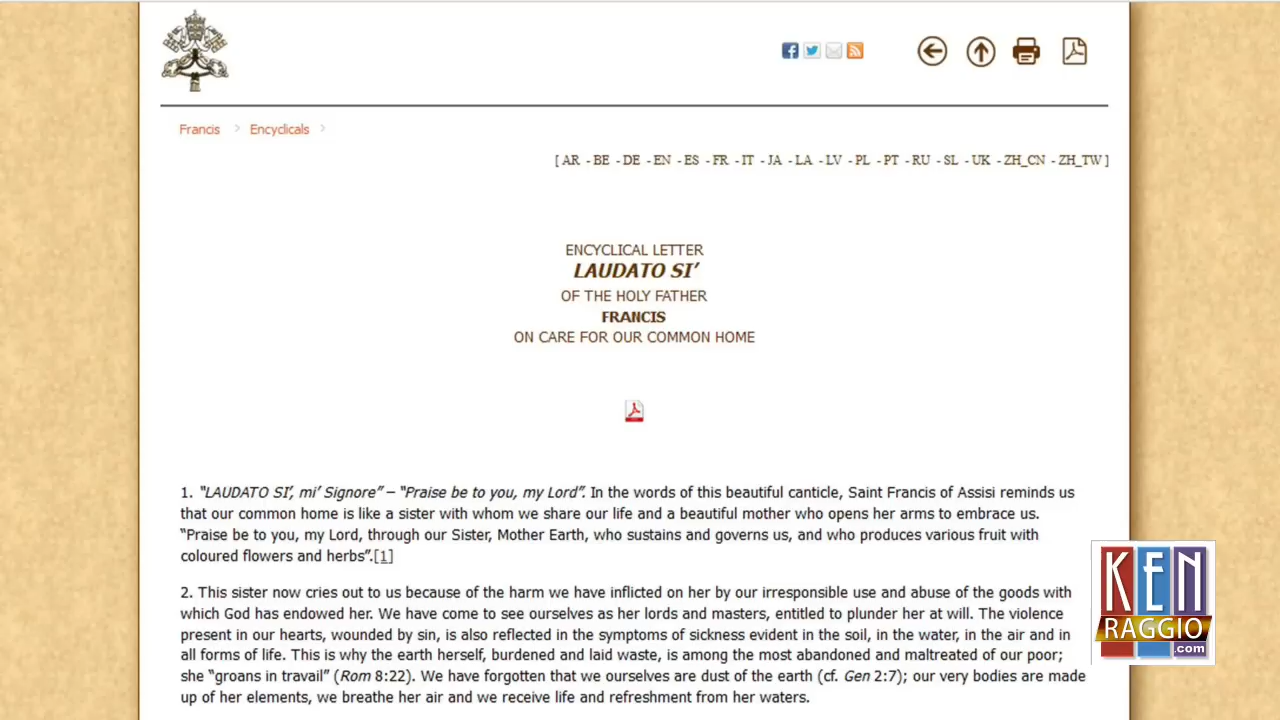 Francis > Encyclicals >
[ AR - BE - DE - EN - ES - FR - IT - JA - LA - LV - PL - PT - RU - SL - UK - ZH_CN - ZH_TW ]
ENCYCLICAL LETTER
LAUDATO SI’
OF THE HOLY FATHER
FRANCIS
ON CARE FOR OUR COMMON HOME
1. “LAUDATO SI’, mi’ Signore” – “Praise be to you, my Lord”. In the words of this beautiful canticle, Saint Francis of Assisi reminds us
that our common home is like a sister with whom we share our life and a beautiful mother who opens her arms to embrace us.
“Praise be to you, my Lord, through our Sister, Mother Earth, who sustains and governs us, and who produces various fruit with
coloured flowers and herbs”.[1]
2. This sister now cries out to us because of the harm we have inflicted on her by our irresponsible use and abuse of the goods with
which God has endowed her. We have come to see ourselves as her lords and masters, entitled to plunder her at will. The violence
present in our hearts, wounded by sin, is also reflected in the symptoms of sickness evident in the soil, in the water, in the air and in
all forms of life. This is why the earth herself, burdened and laid waste, is among the most abandoned and maltreated of our poor;
she “groans in travail” (Rom 8:22). We have forgotten that we ourselves are dust of the earth (cf. Gen 2:7); our very bodies are made
up of her elements, we breathe her air and we receive life and refreshment from her waters.
KEN
RAGGIO
.com